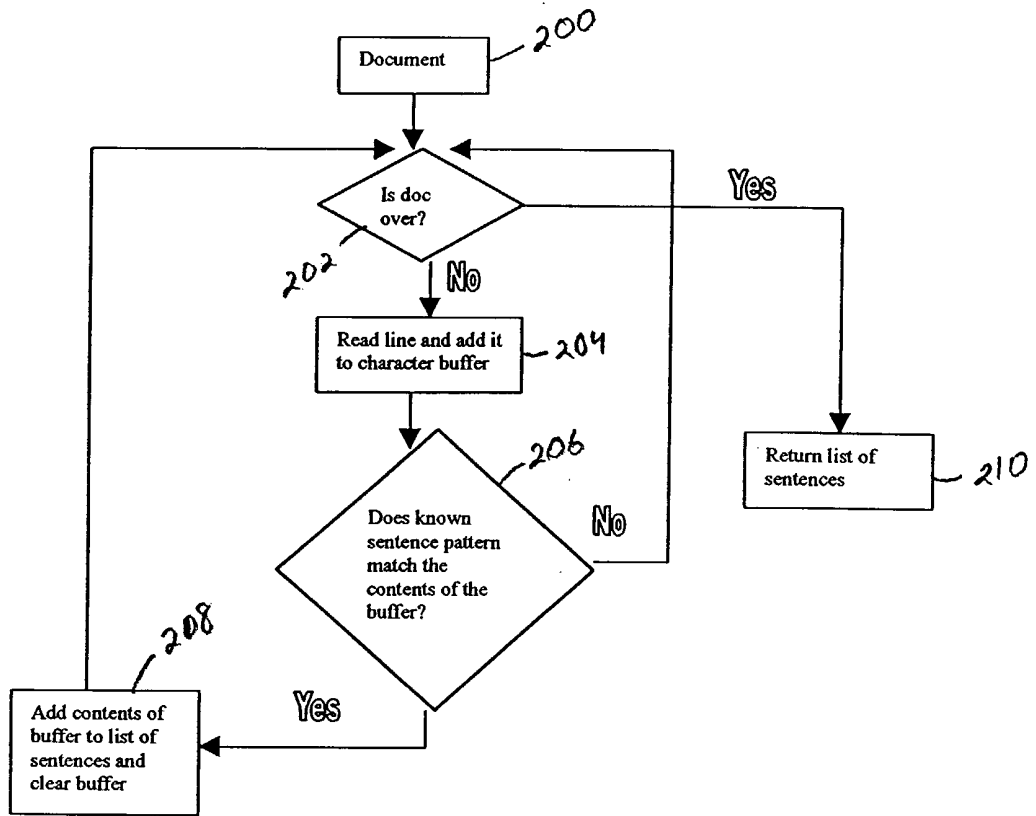 200
Document
Is doc
over?
Yes
202
No
Read line and add it
to character buffer
204
206
Does known
sentence pattern
match the
contents of the
buffer?
No
Return list of
sentences
210
208
Yes
Add contents of
buffer to list of
sentences and
clear buffer